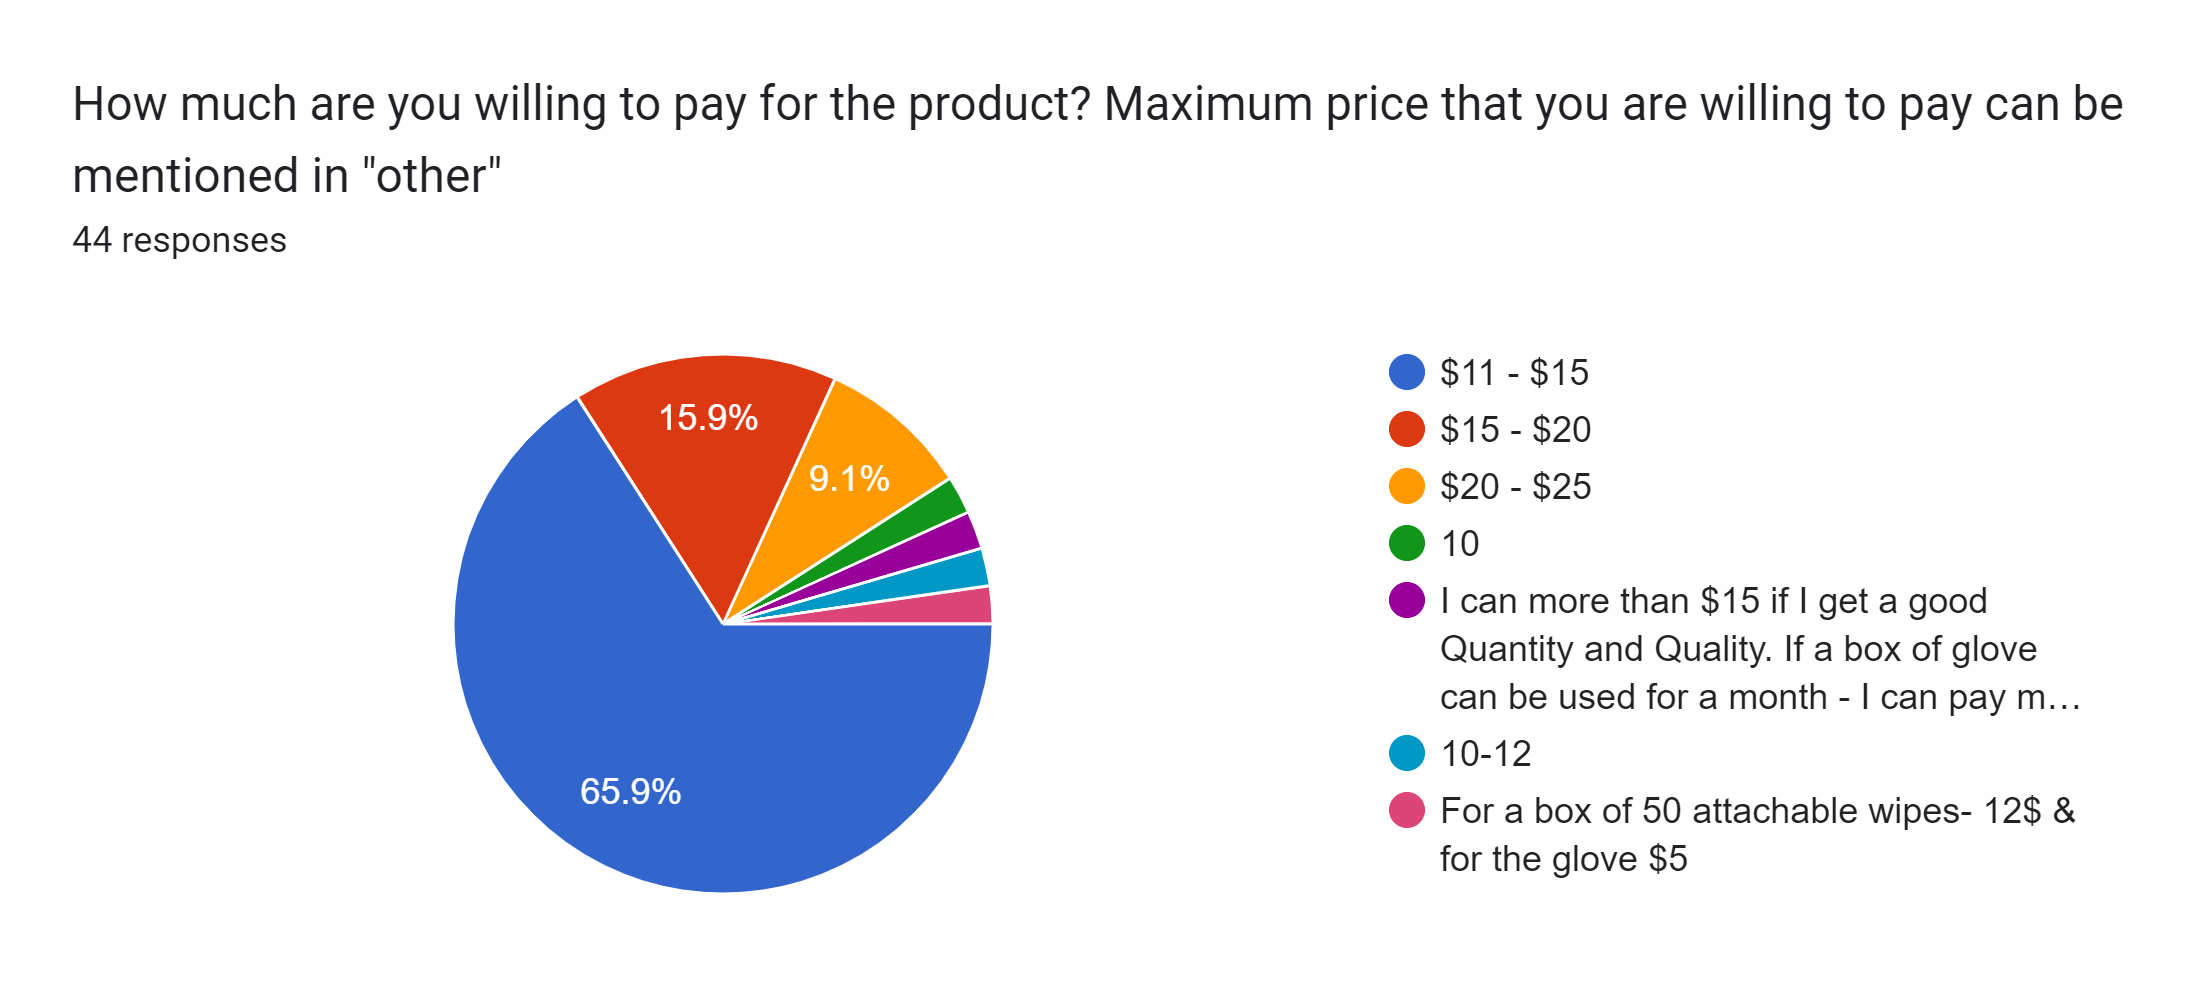 How much are you willing to pay for the product? Maximum price that you are willing to pay can be
mentioned in "other"
44 responses
15.9%
9.1%
65.9%
$11 - $15
$15 - $20
$20 - $25
10
I can more than $15 if I get a good
Quantity and Quality. If a box of glove
can be used for a month - I can pay m…
10-12
For a box of 50 attachable wipes- 12$ &
for the glove $5